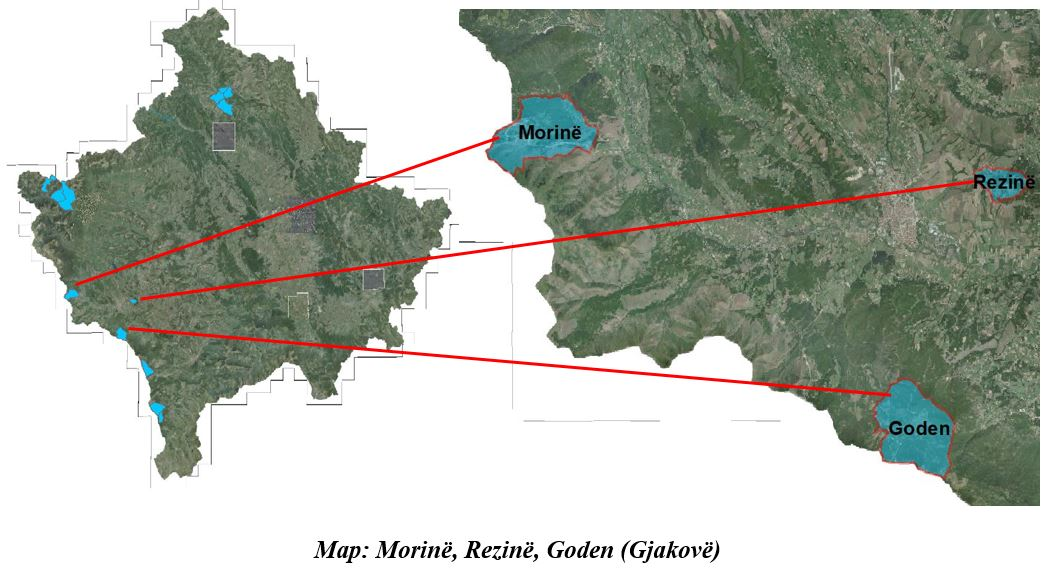 Morinë
Rezinë
Goden
Map: Morinë, Rezinë, Goden (Gjakovë)